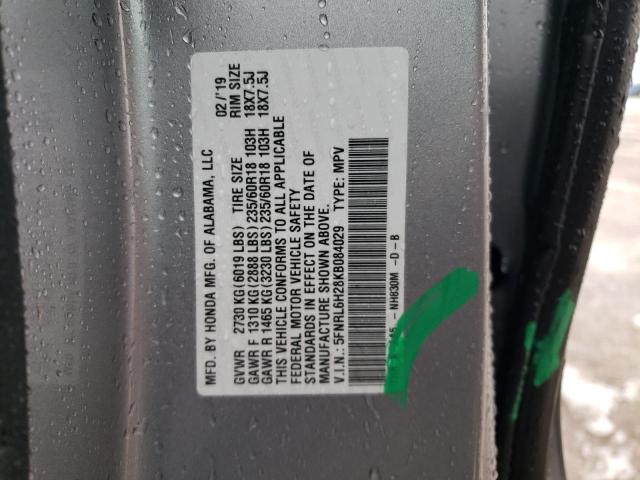 MFD. BY HONDA MFG. OF ALABAMA, LLC 02/'19
GVWR 2730 KG (6019 LBS) TIRE SIZE RIM SIZE
GAWR F 1310 KG (2888 LBS) 235/60R18 103H 18X7.5J
GAWR R 1465 KG (3230 LBS) 235/60R18 103H 18X7.5J
THIS VEHICLE CONFORMS TO ALL APPLICABLE
FEDERAL MOTOR VEHICLE SAFETY
STANDARDS IN EFFECT ON THE DATE OF
MANUFACTURE SHOWN ABOVE.
V.I.N.: 5FNRL6H28KB084029 TYPE: MPV
- NH830M -D-B